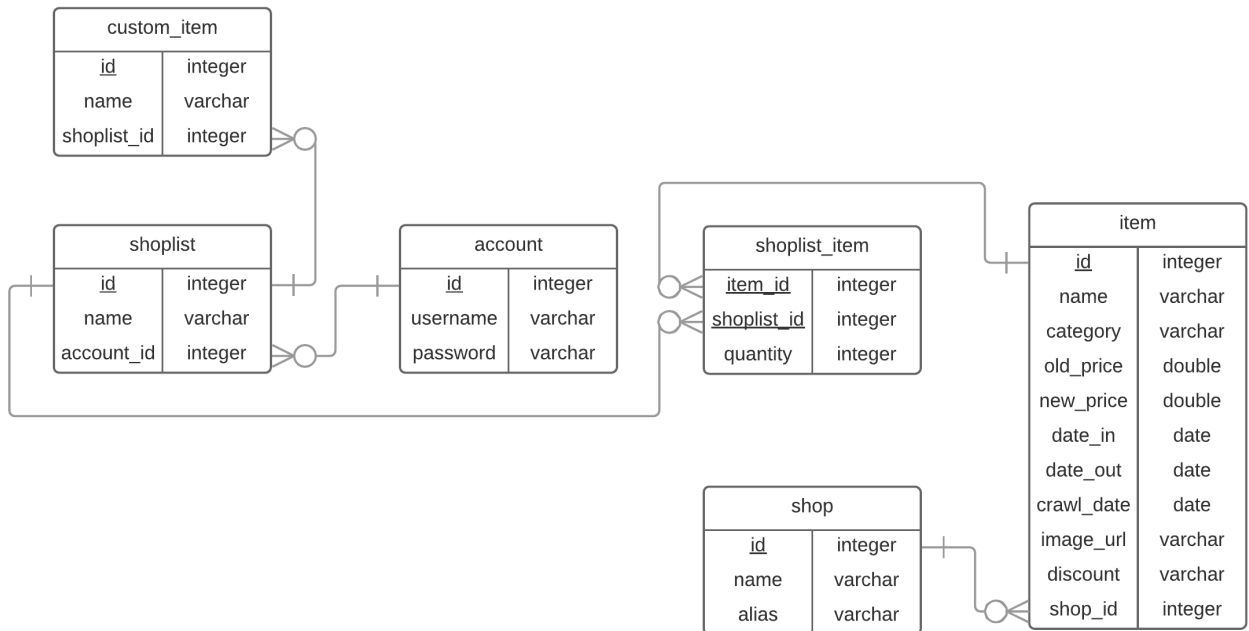 custom_item
id integer
name varchar
shoplist_id integer
shoplist
id integer
name varchar
account_id integer
account
id integer
username varchar
password varchar
shoplist_item
item_id integer
shoplist_id integer
quantity integer
item
id integer
name varchar
category varchar
old_price double
new_price double
date_in date
date_out date
crawl_date date
image_url varchar
discount varchar
shop_id integer
shop
id integer
name varchar
alias varchar